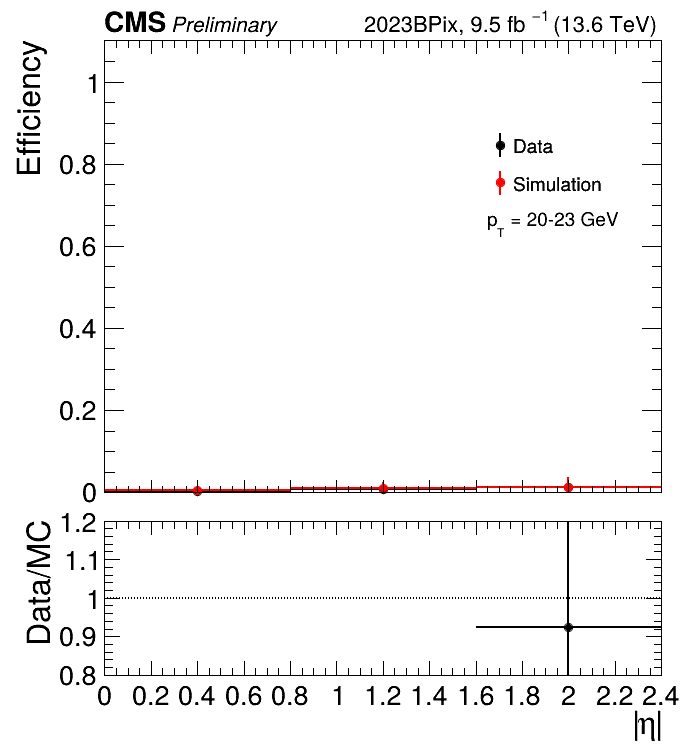 CMS Preliminary 2023BPix, 9.5 fb⁻¹ (13.6 TeV)
Efficiency
1
0.8
0.6
0.4
0.2
0
Data
Simulation
p_T = 20-23 GeV
Data/MC
1.2
1.1
1
0.9
0.8
0 0.2 0.4 0.6 0.8 1 1.2 1.4 1.6 1.8 2 2.2 2.4
|η|